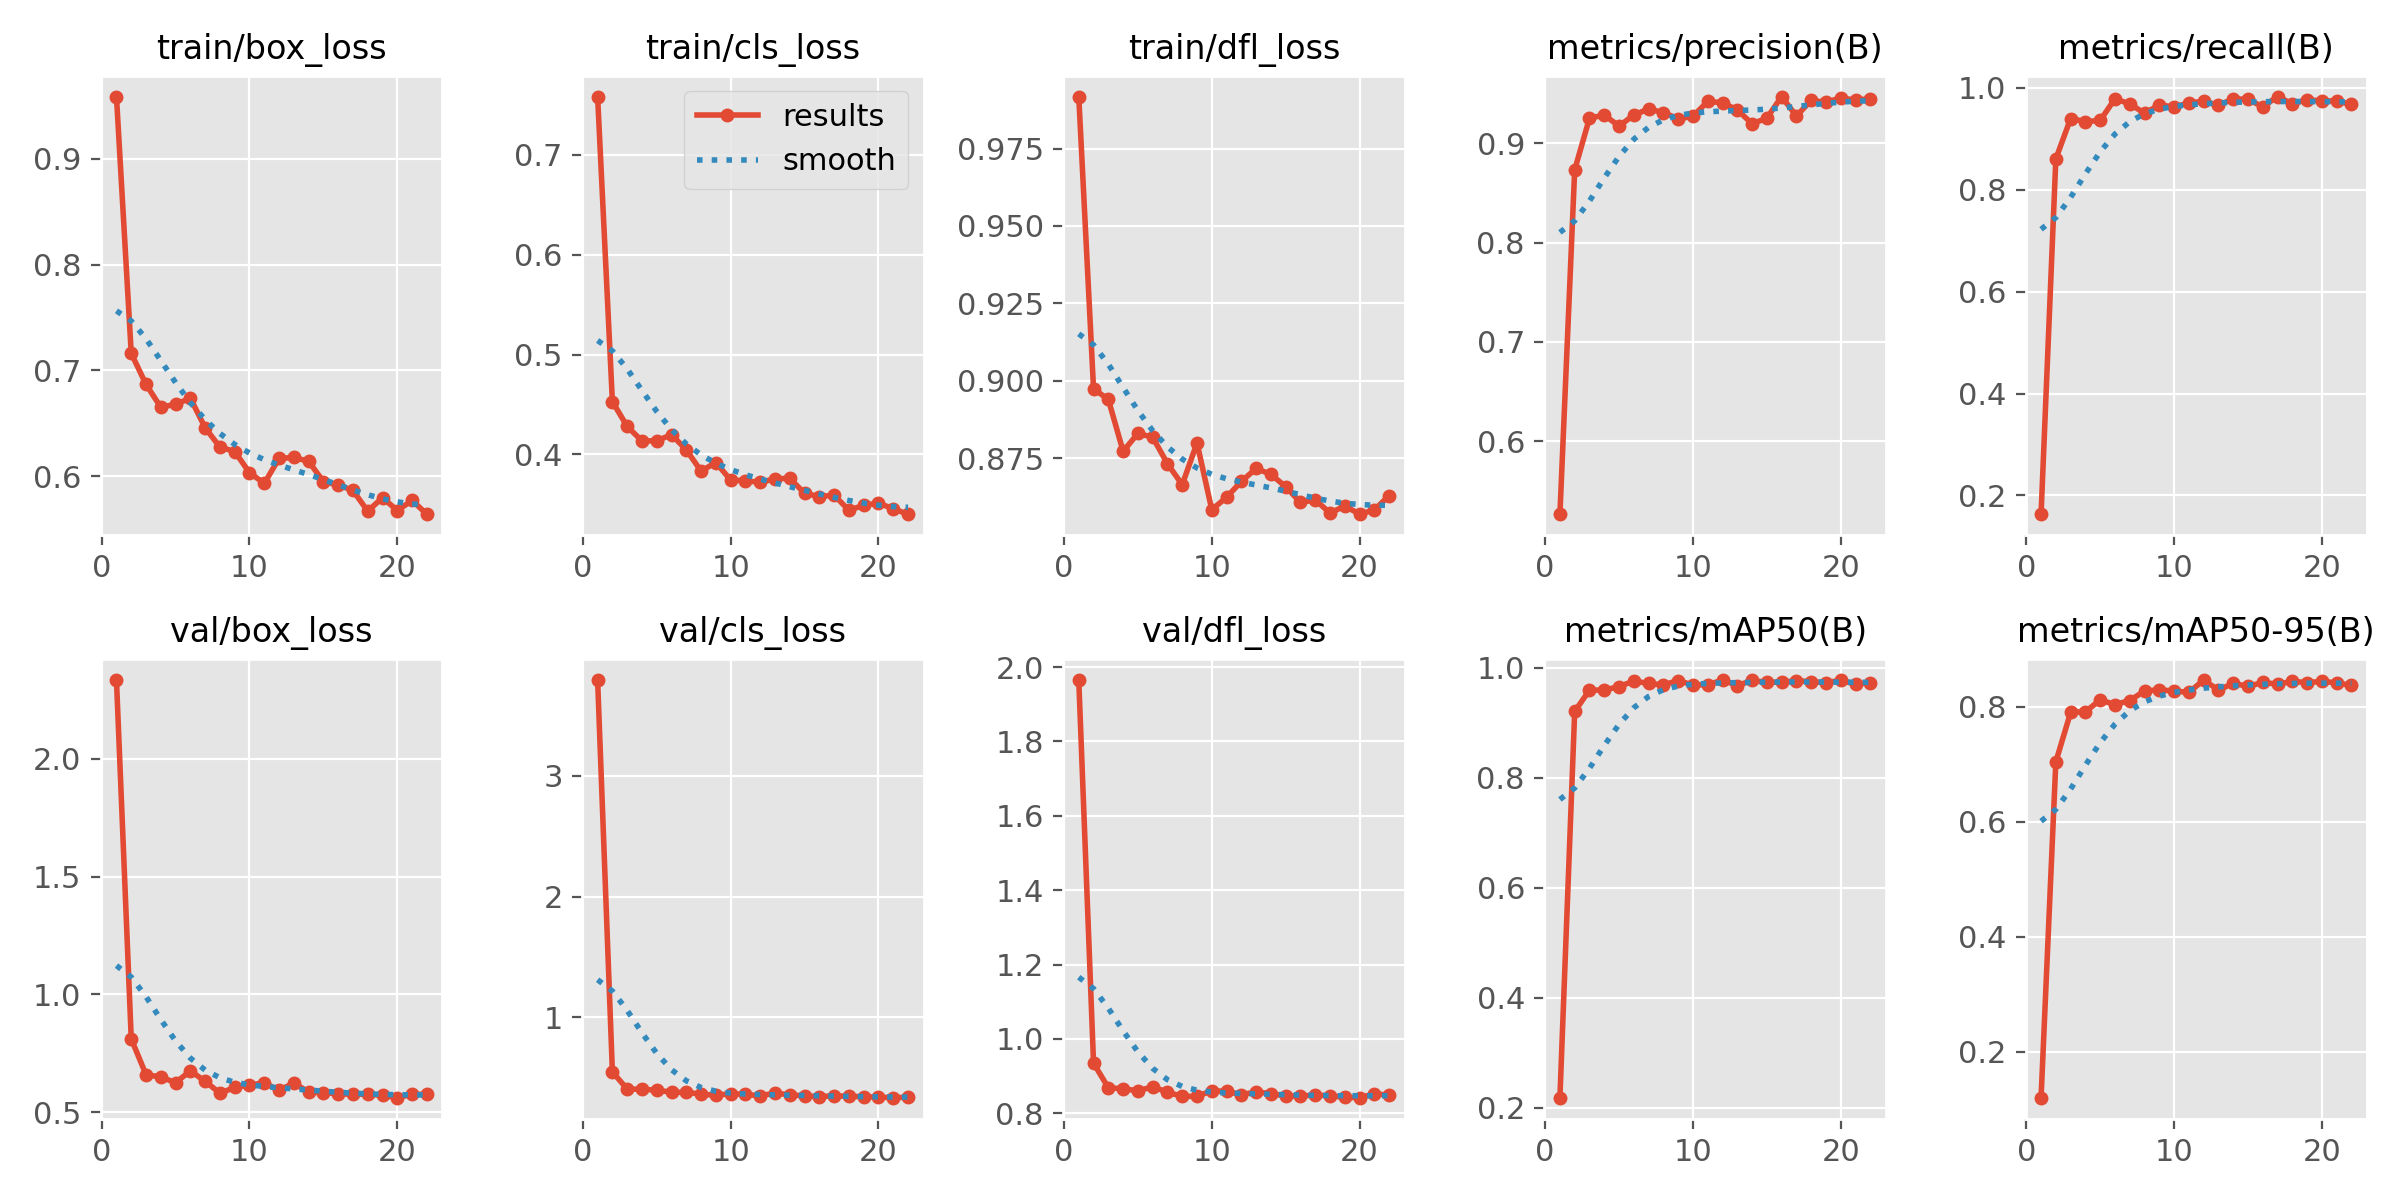 train/box_loss
train/cls_loss
train/dfl_loss
metrics/precision(B)
metrics/recall(B)
0.9
0.8
0.7
0.6
0 10 20
results
smooth
0.7
0.6
0.5
0.4
0 10 20
0.975
0.950
0.925
0.900
0.875
0 10 20
0.9
0.8
0.7
0.6
0 10 20
1.0
0.8
0.6
0.4
0.2
0 10 20
val/box_loss
val/cls_loss
val/dfl_loss
metrics/mAP50(B)
metrics/mAP50-95(B)
2.0
1.5
1.0
0.5
0 10 20
3
2
1
0 10 20
2.0
1.8
1.6
1.4
1.2
1.0
0.8
0 10 20
1.0
0.8
0.6
0.4
0.2
0 10 20
0.8
0.6
0.4
0.2
0 10 20